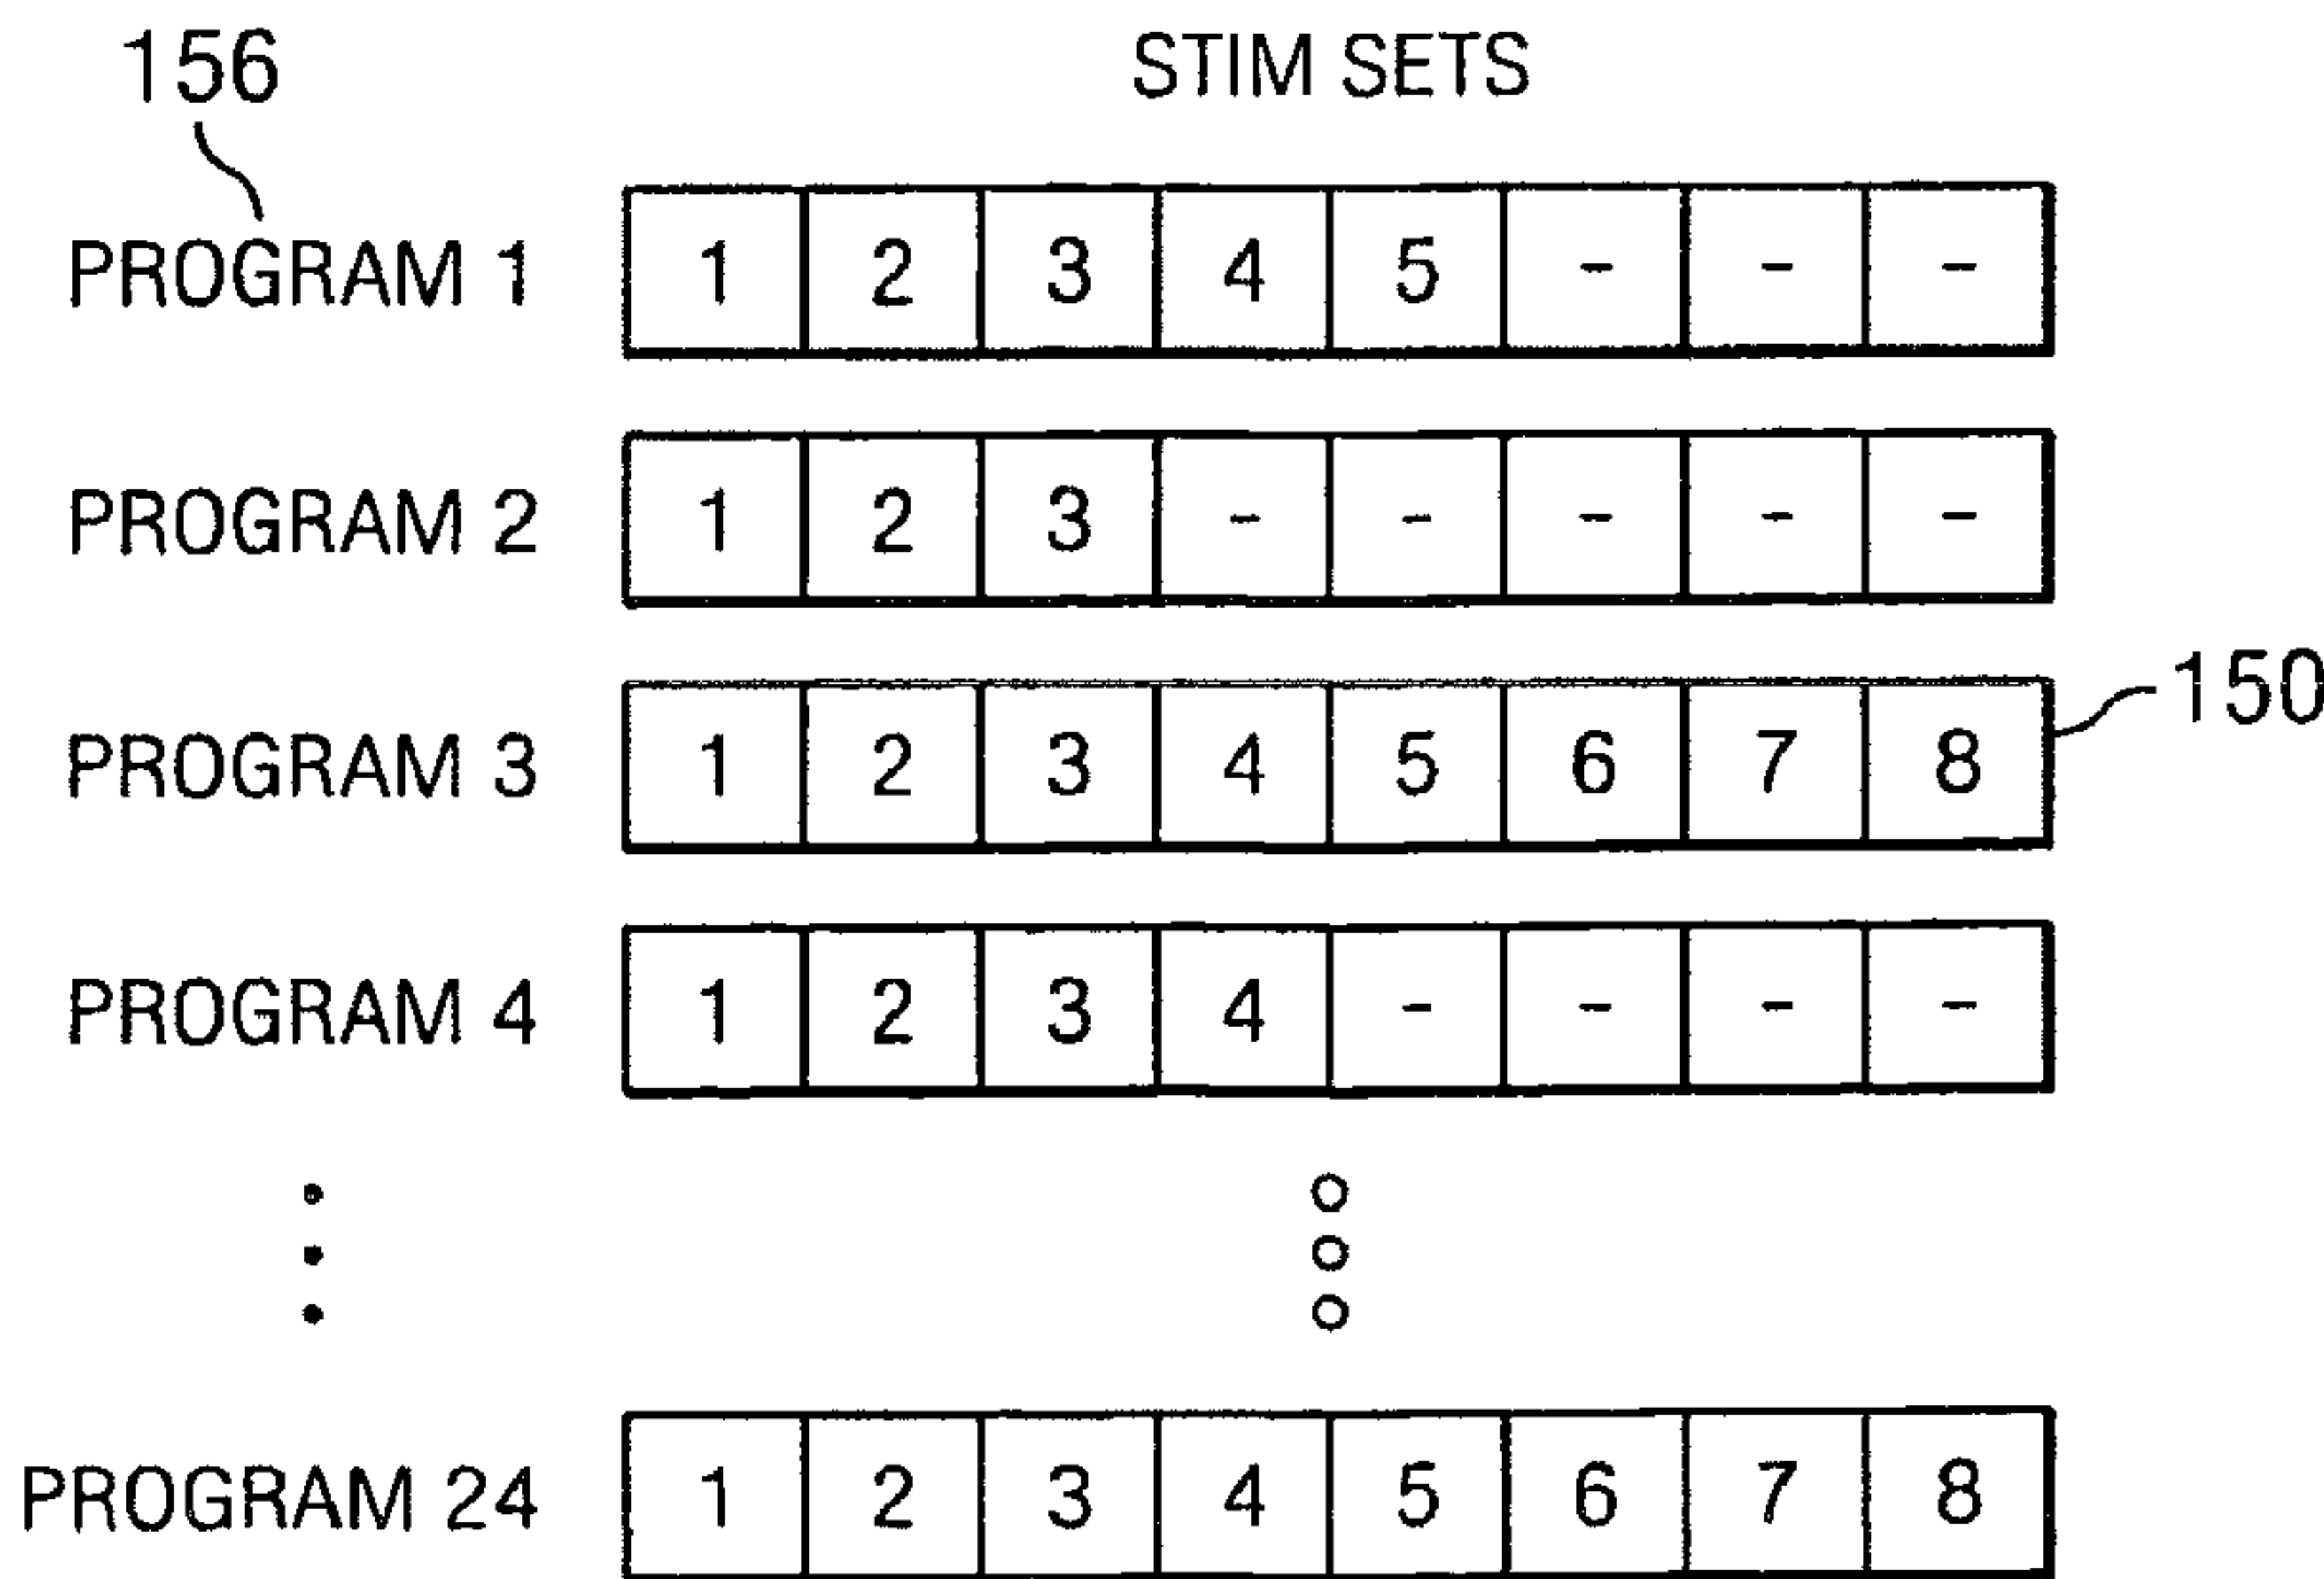 156
STIM SETS
PROGRAM 1 1 2 3 4 5 - - -
PROGRAM 2 1 2 3 - - - - -
150
PROGRAM 3 1 2 3 4 5 6 7 8
PROGRAM 4 1 2 3 4 - - - -
PROGRAM 24 1 2 3 4 5 6 7 8